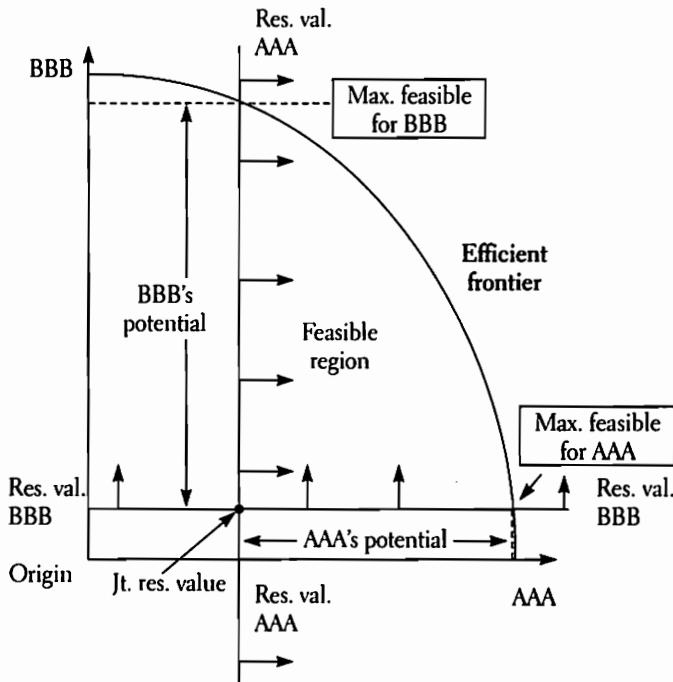 Res. val.
AAA
BBB
Max. feasible
for BBB
Efficient
frontier
BBB's
potential
Feasible
region
Max. feasible
for AAA
Res. val.
BBB
Res. val.
BBB
AAA's potential
Origin
Jt. res. value
Res. val.
AAA
AAA